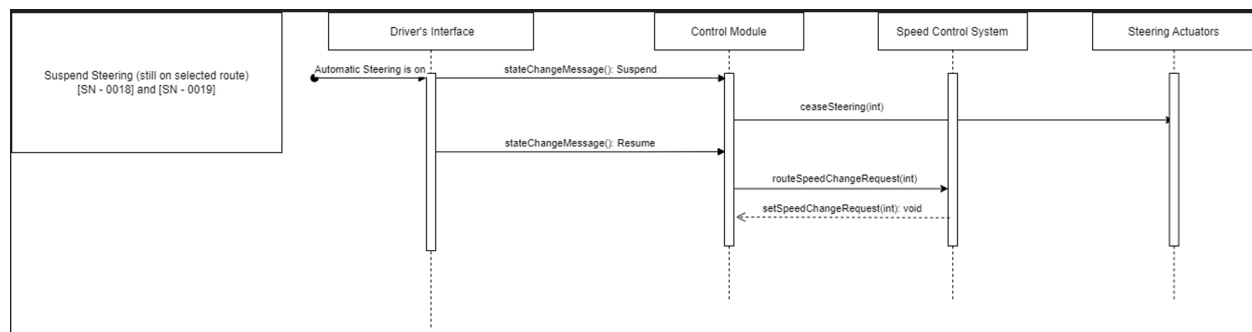 Driver's Interface
Control Module
Speed Control System
Steering Actuators
Suspend Steering (still on selected route)
[SN - 0018] and [SN - 0019]
Automatic Steering is on
stateChangeMessage(): Suspend
ceaseSteering(int)
stateChangeMessage(): Resume
routeSpeedChangeRequest(int)
setSpeedChangeRequest(int): void